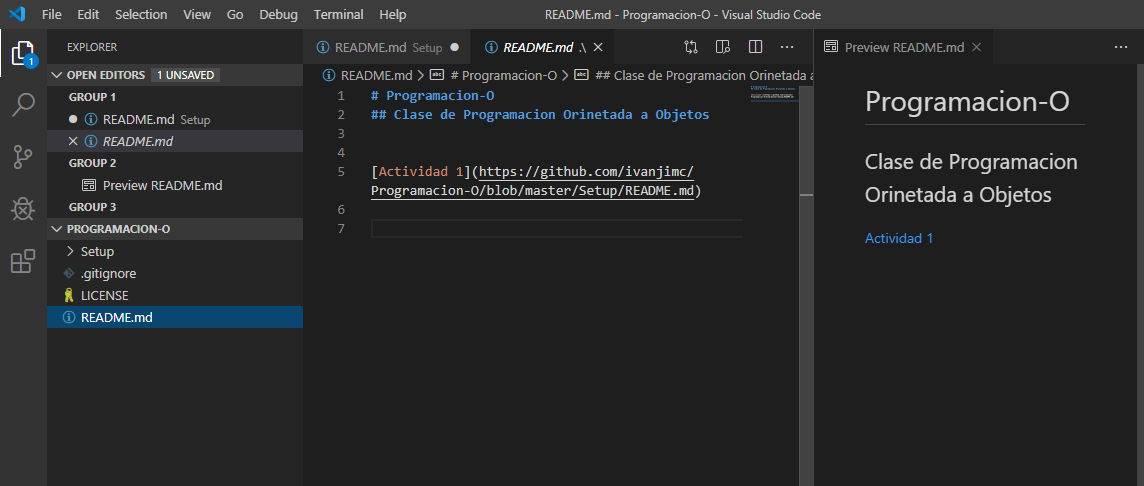 File Edit Selection View Go Debug Terminal Help README.md - Programacion-O - Visual Studio Code
1
EXPLORER
OPEN EDITORS 1 UNSAVED
GROUP 1
README.md Setup
README.md
GROUP 2
Preview README.md
GROUP 3
PROGRAMACION-O
Setup
.gitignore
LICENSE
README.md
README.md Setup README.md .\
README.md > # Programacion-O > ## Clase de Programacion Orinetada a
1 # Programacion-O
2 ## Clase de Programacion Orinetada a Objetos
3
4
5 [Actividad 1](https://github.com/ivanjimc/
Programacion-O/blob/master/Setup/README.md)
6
7
Preview README.md
Programacion-O
Clase de Programacion
Orinetada a Objetos
Actividad 1